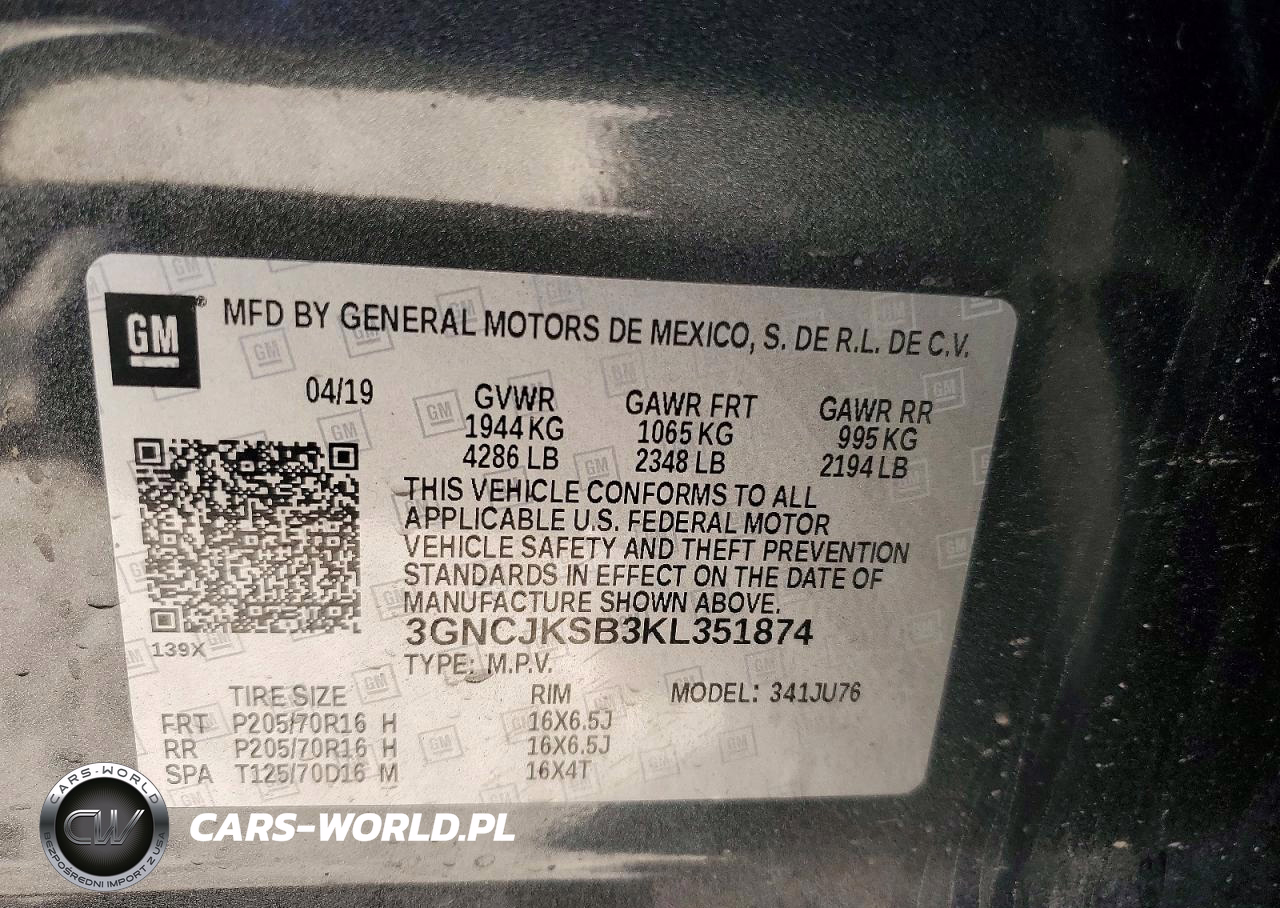 GM® MFD BY GENERAL MOTORS DE MEXICO, S. DE R.L. DE C.V.
04/19 GVWR GAWR FRT GAWR RR
1944 KG 1065 KG 995 KG
4286 LB 2348 LB 2194 LB
THIS VEHICLE CONFORMS TO ALL
APPLICABLE U.S. FEDERAL MOTOR
VEHICLE SAFETY AND THEFT PREVENTION
STANDARDS IN EFFECT ON THE DATE OF
MANUFACTURE SHOWN ABOVE.
3GNCJKSB3KL351874
139X
TYPE: M.P.V.
TIRE SIZE RIM MODEL: 341JU76
FRT P205/70R16 H 16X6.5J
RR P205/70R16 H 16X6.5J
SPA T125/70D16 M 16X4T
CARS-WORLD
CW
BEZPOŚREDNI IMPORT Z USA
CARS-WORLD.PL